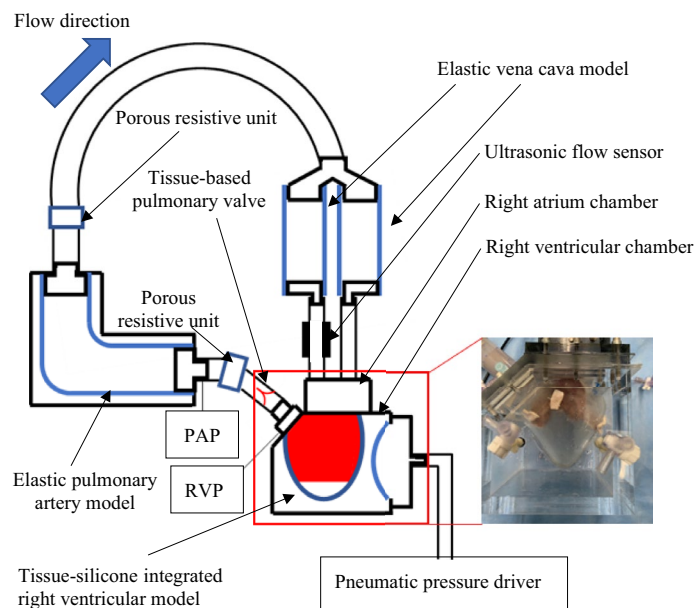 Flow direction
Elastic vena cava model
Porous resistive unit
Ultrasonic flow sensor
Tissue-based
pulmonary valve
Right atrium chamber
Right ventricular chamber
Porous
resistive unit
PAP
RVP
Elastic pulmonary
artery model
Tissue-silicone integrated
right ventricular model
Pneumatic pressure driver